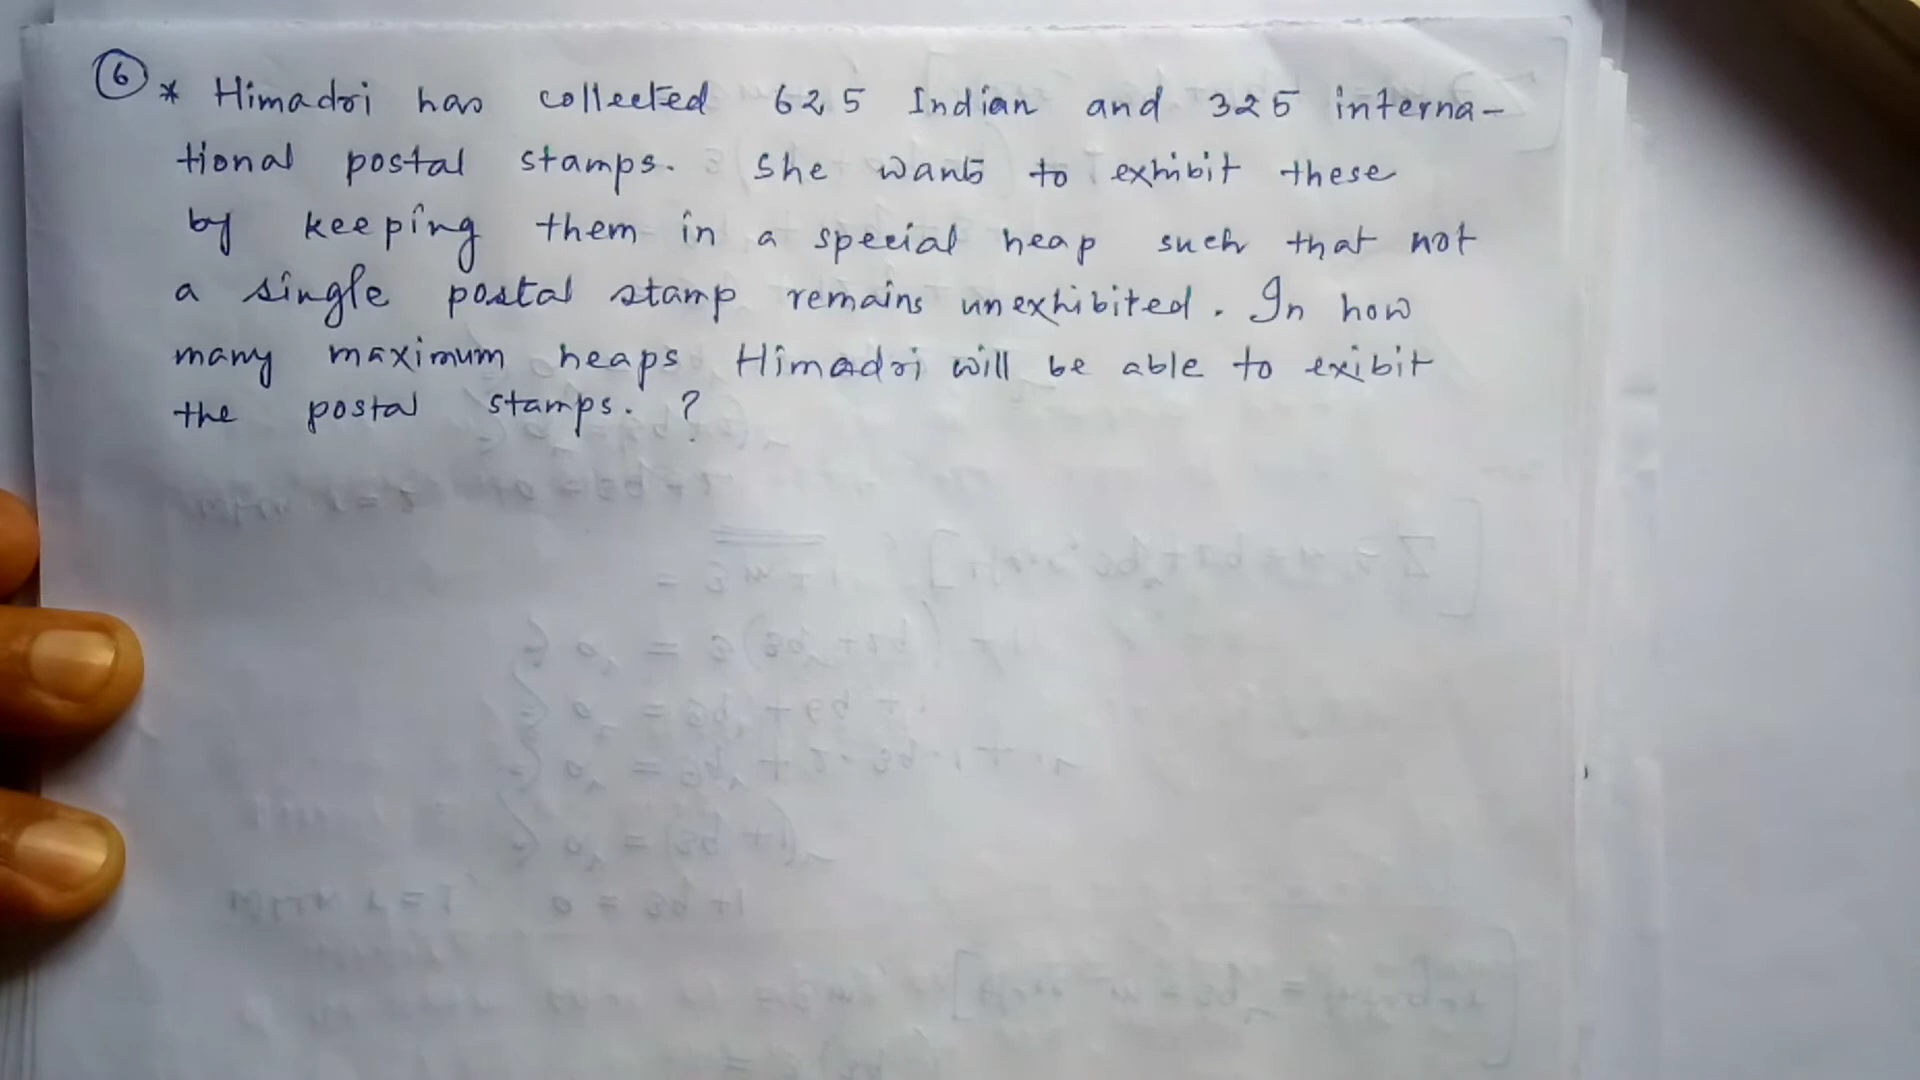 6 * Himadri has collected 625 Indian and 325 interna-
tional postal stamps. She wants to exhibit these
by keeping them in a special heap such that not
a single postal stamp remains unexhibited. In how
many maximum heaps Himadri will be able to exibit
the postal stamps. ?